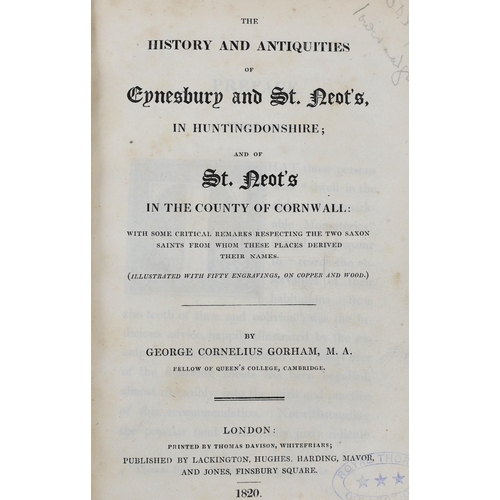 THE
HISTORY AND ANTIQUITIES
OF
Eynesbury and St. Neot's,
IN HUNTINGDONSHIRE;
AND OF
St. Neot's
IN THE COUNTY OF CORNWALL:
WITH SOME CRITICAL REMARKS RESPECTING THE TWO SAXON
SAINTS FROM WHOM THESE PLACES DERIVED
THEIR NAMES.
(ILLUSTRATED WITH FIFTY ENGRAVINGS, ON COPPER AND WOOD.)
BY
GEORGE CORNELIUS GORHAM, M. A.
FELLOW OF QUEEN'S COLLEGE, CAMBRIDGE.
LONDON:
PRINTED BY THOMAS DAVISON, WHITEFRIARS;
PUBLISHED BY LACKINGTON, HUGHES, HARDING, MAVOR,
AND JONES, FINSBURY SQUARE.
1820.